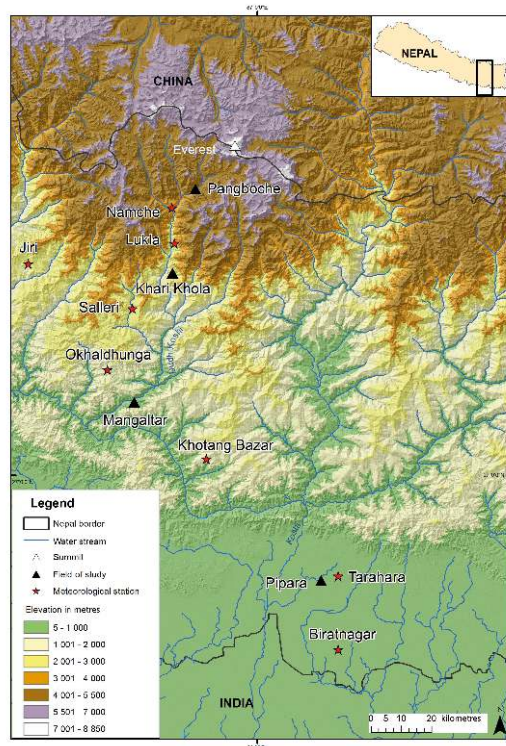 NEPAL
CHINA
Everest
Pangboche
Namche
Lukla
Jiri
Khari Khola
Salleri
Okhaldhunga
Mangaltar
Khotang Bazar
Pipara
Tarahara
Biratnagar
INDIA
Legend
Nepal border
Water stream
Summit
Field of study
Meteorological station
Elevation in metres
5 - 1 000
1 001 - 2 000
2 001 - 3 000
3 001 - 4 000
4 001 - 5 500
5 501 - 7 000
7 001 - 8 850
0 5 10 20 kilometres
N